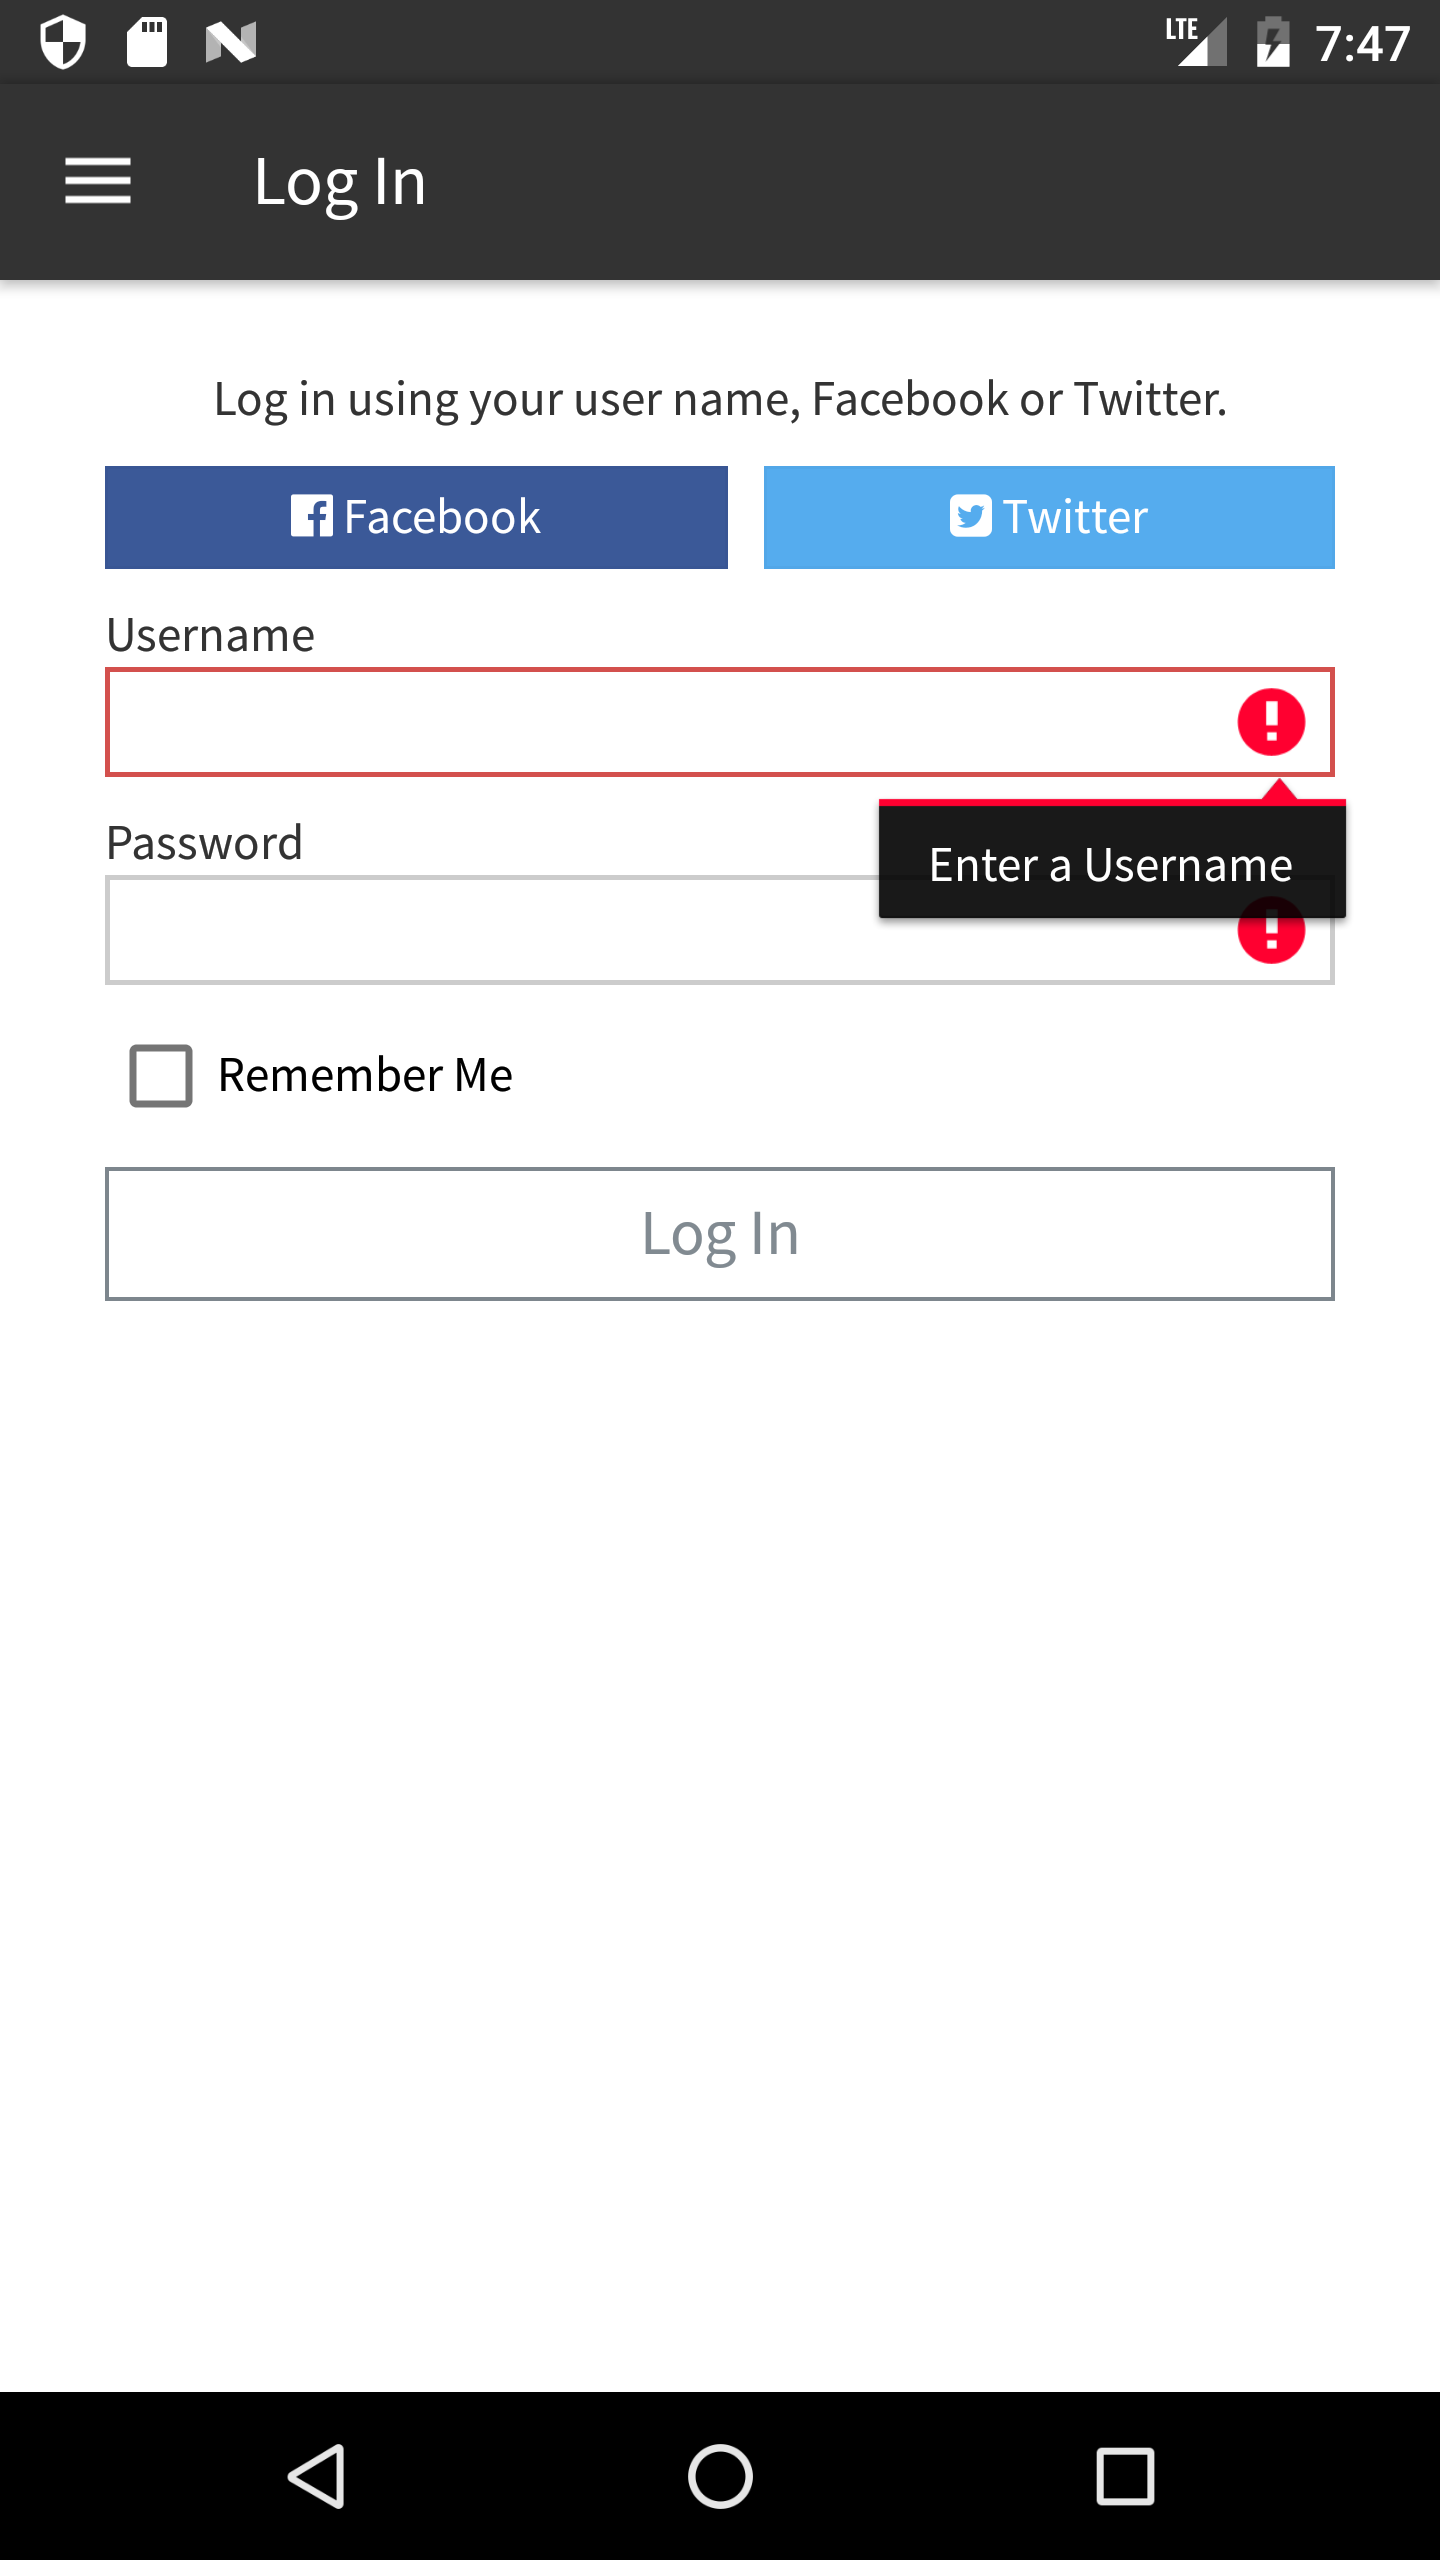 LTE 7:47
Log In
Log in using your user name, Facebook or Twitter.
Facebook Twitter
Username
Enter a Username
Password
Remember Me
Log In